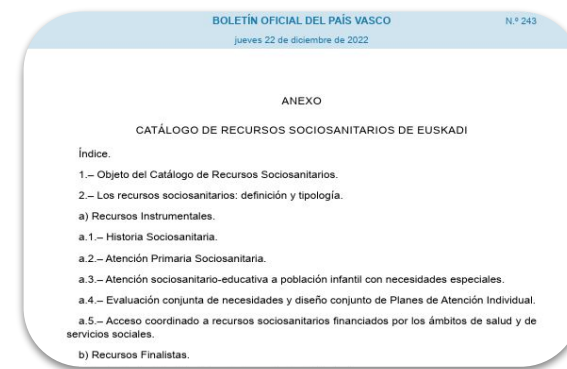 BOLETÍN OFICIAL DEL PAÍS VASCO N.º 243
jueves 22 de diciembre de 2022
ANEXO
CATÁLOGO DE RECURSOS SOCIOSANITARIOS DE EUSKADI
Índice.
1.– Objeto del Catálogo de Recursos Sociosanitarios.
2.– Los recursos sociosanitarios: definición y tipología.
a) Recursos Instrumentales.
a.1.– Historia Sociosanitaria.
a.2.– Atención Primaria Sociosanitaria.
a.3.– Atención sociosanitario-educativa a población infantil con necesidades especiales.
a.4.– Evaluación conjunta de necesidades y diseño conjunto de Planes de Atención Individual.
a.5.– Acceso coordinado a recursos sociosanitarios financiados por los ámbitos de salud y de
servicios sociales.
b) Recursos Finalistas.